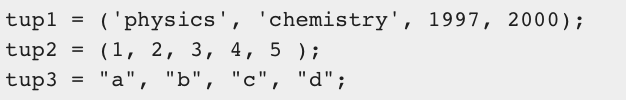 tup1 = ('physics', 'chemistry', 1997, 2000);
tup2 = (1, 2, 3, 4, 5 );
tup3 = "a", "b", "c", "d";